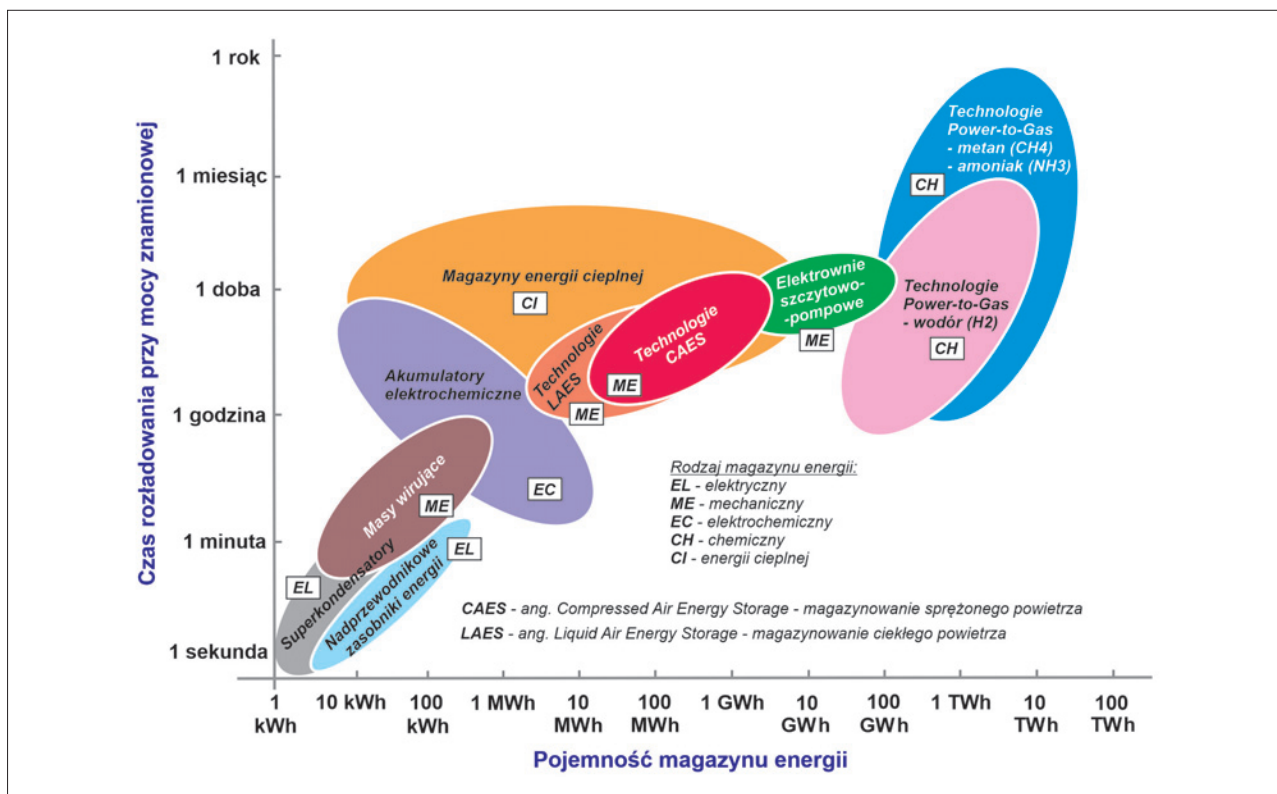 Czas rozładowania przy mocy znamionowej
1 rok
1 miesiąc
1 doba
1 godzina
1 minuta
1 sekunda
Technologie
Power-to-Gas
- metan (CH4)
- amoniak (NH3)
CH
Technologie
Power-to-Gas
- wodór (H2)
CH
Magazyny energii cieplnej
CI
Elektrownie
szczytowo-
-pompowe
ME
Technologie
CAES
ME
Technologie
LAES
ME
Akumulatory
elektrochemiczne
EC
Masy wirujące
ME
Superkondensatory
EL
Nadprzewodnikowe
zasobniki energii
EL
Rodzaj magazynu energii:
EL - elektryczny
ME - mechaniczny
EC - elektrochemiczny
CH - chemiczny
CI - energii cieplnej
CAES - ang. Compressed Air Energy Storage - magazynowanie sprężonego powietrza
LAES - ang. Liquid Air Energy Storage - magazynowanie ciekłego powietrza
1
kWh
10 kWh
100
kWh
1 MWh
10
MWh
100
MWh
1 GWh
10
GWh
100
GWh
1 TWh
10
TWh
100
TWh
Pojemność magazynu energii